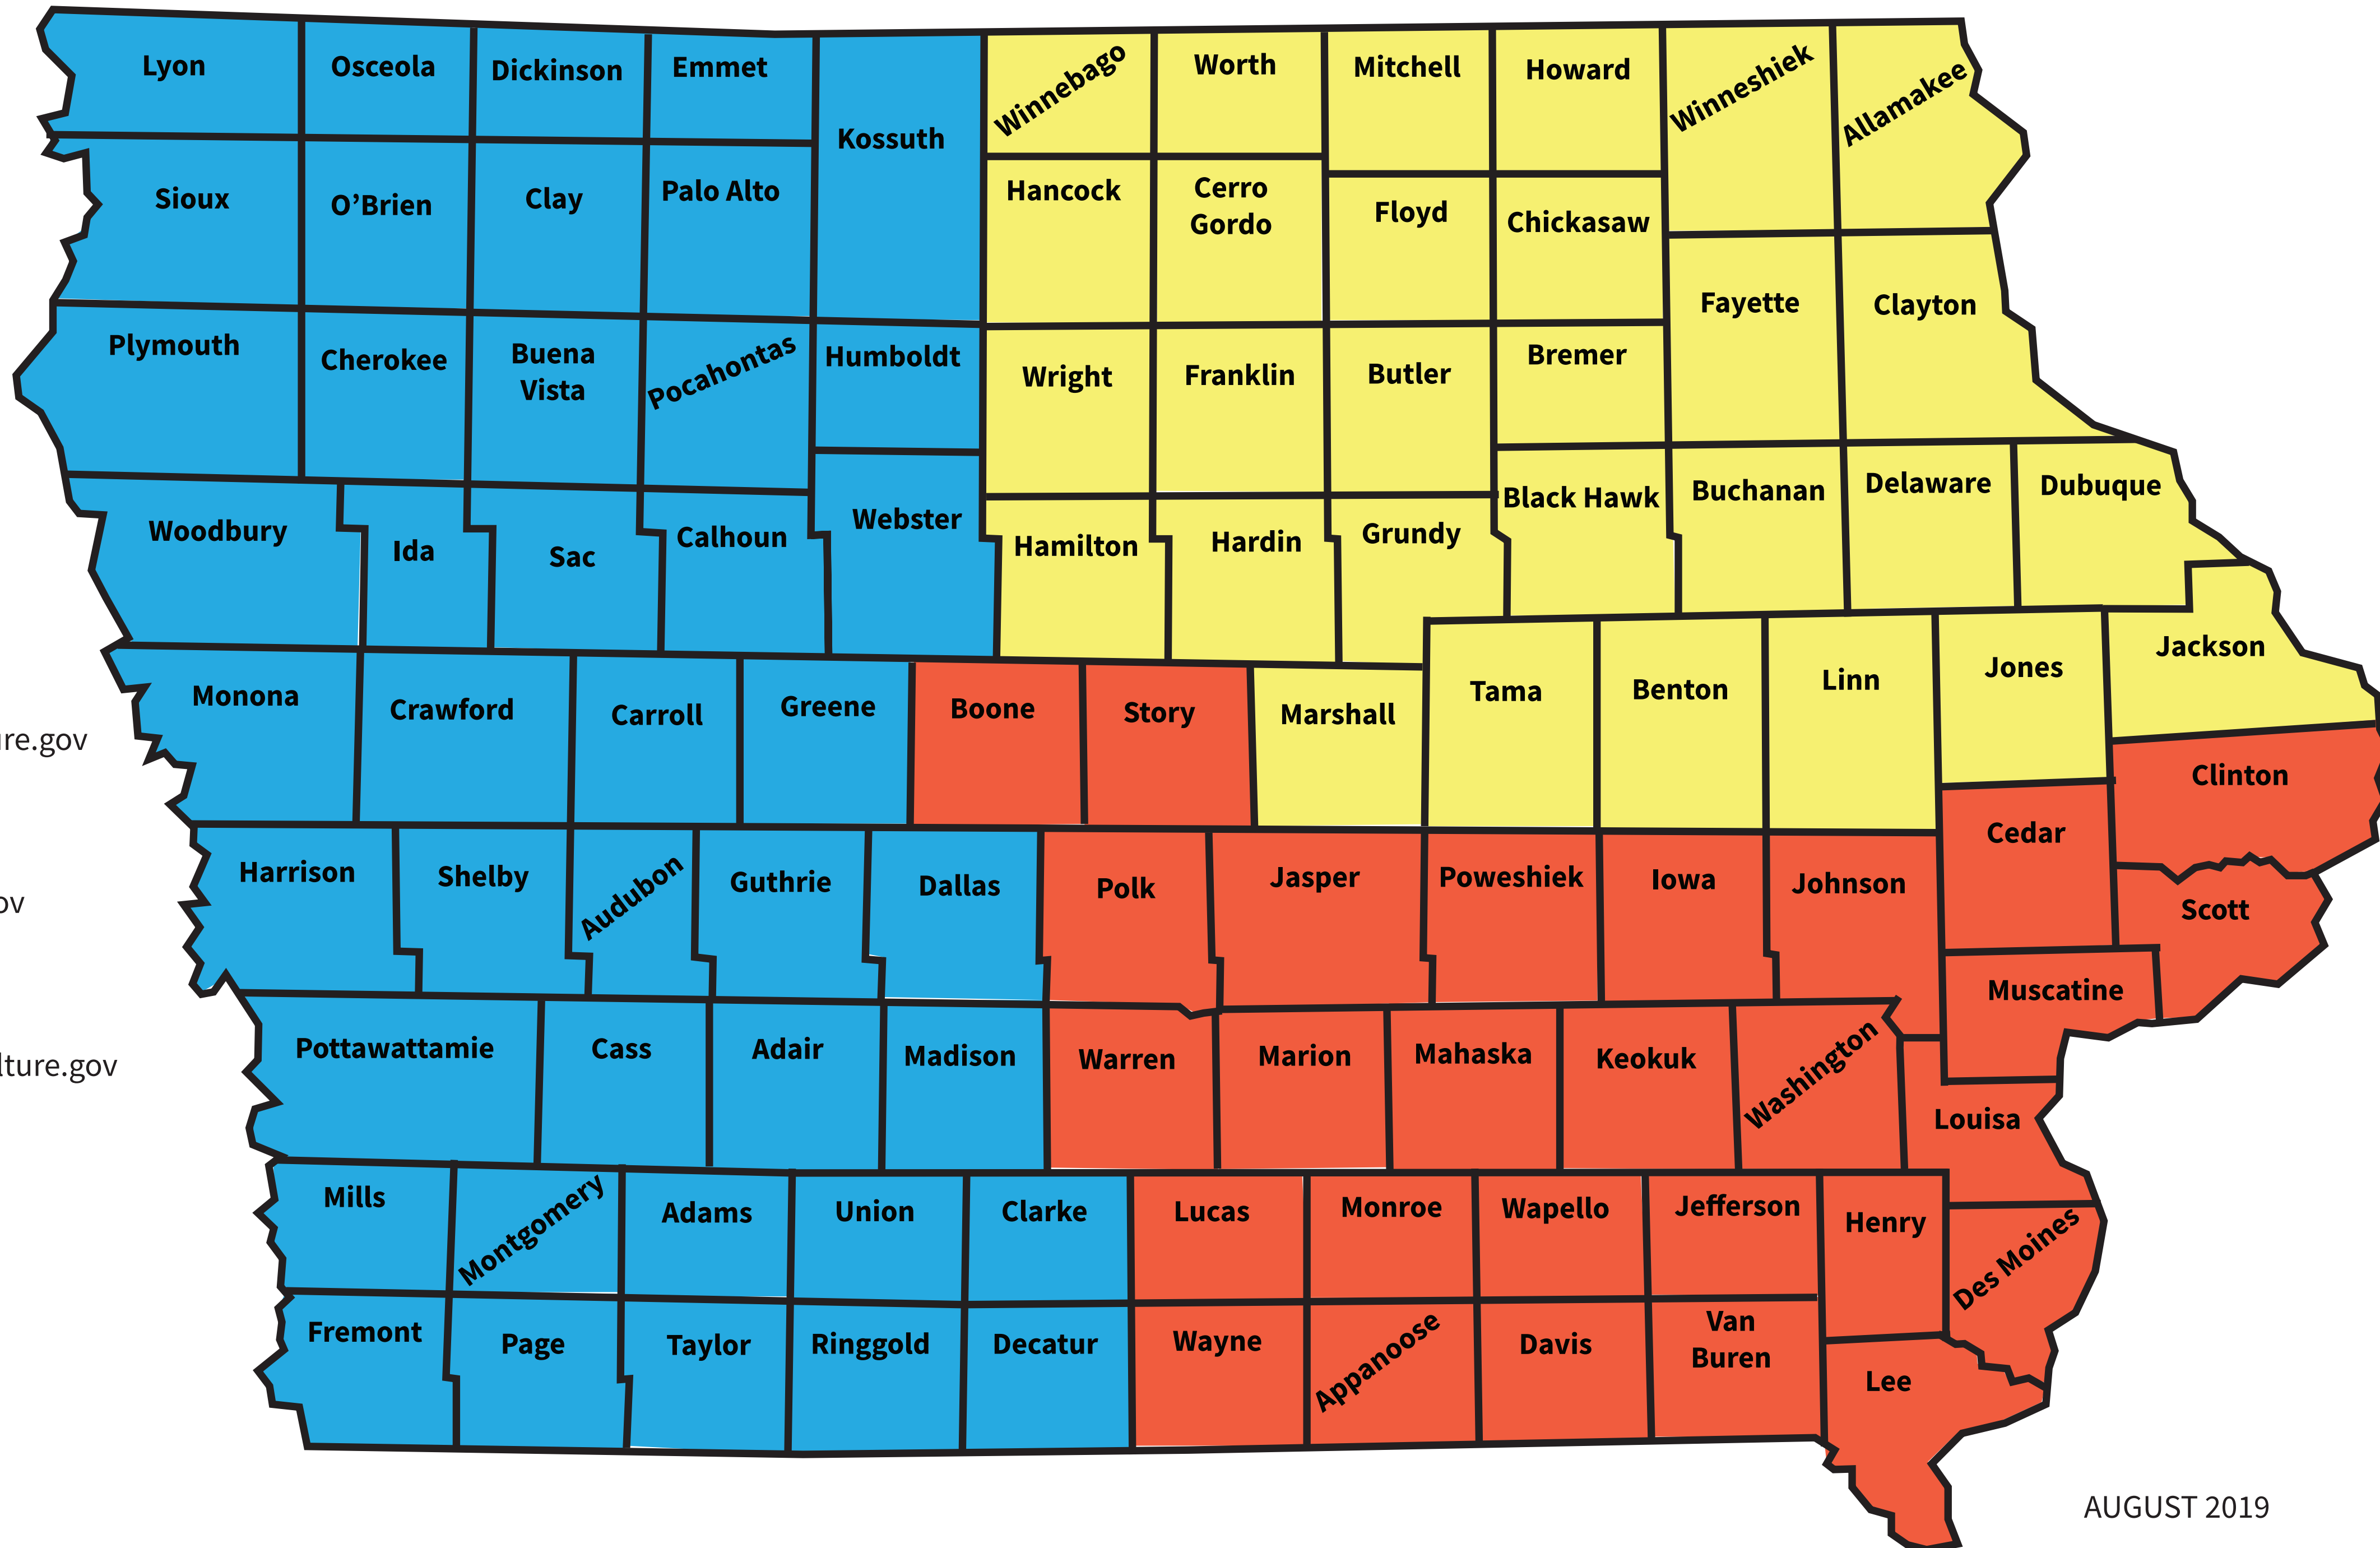 Lyon
Osceola
Dickinson
Emmet
Kossuth
Winnebago
Worth
Mitchell
Howard
Winneshiek
Allamakee
Sioux
O’Brien
Clay
Palo Alto
Hancock
Cerro
Gordo
Floyd
Chickasaw
Fayette
Clayton
Plymouth
Cherokee
Buena
Vista
Pocahontas
Humboldt
Wright
Franklin
Butler
Bremer
Woodbury
Ida
Sac
Calhoun
Webster
Hamilton
Hardin
Grundy
Black Hawk
Buchanan
Delaware
Dubuque
Monona
Crawford
Carroll
Greene
Boone
Story
Marshall
Tama
Benton
Linn
Jones
Jackson
ure.gov
Clinton
Cedar
Harrison
Shelby
Audubon
Guthrie
Dallas
Polk
Jasper
Poweshiek
Iowa
Johnson
Scott
ov
Muscatine
Pottawattamie
Cass
Adair
Madison
Warren
Marion
Mahaska
Keokuk
Washington
Louisa
lture.gov
Mills
Montgomery
Adams
Union
Clarke
Lucas
Monroe
Wapello
Jefferson
Henry
Des Moines
Fremont
Page
Taylor
Ringgold
Decatur
Wayne
Appanoose
Davis
Van
Buren
Lee
AUGUST 2019